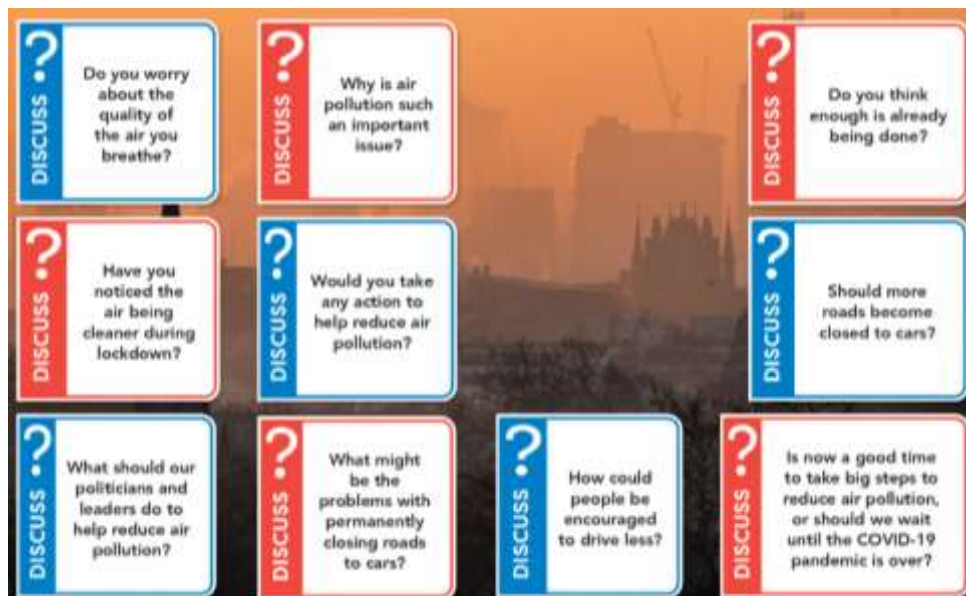 DISCUSS ?
Do you worry
about the
quality of
the air you
breathe?
DISCUSS ?
Why is air
pollution such
an important
issue?
DISCUSS ?
Do you think
enough is already
being done?
DISCUSS ?
Have you
noticed the
air being
cleaner during
lockdown?
DISCUSS ?
Would you take
any action to
help reduce air
pollution?
DISCUSS ?
Should more
roads become
closed to cars?
DISCUSS ?
What should our
politicians and
leaders do to
help reduce air
pollution?
DISCUSS ?
What might
be the
problems with
permanently
closing roads
to cars?
DISCUSS ?
How could
people be
encouraged
to drive less?
DISCUSS ?
Is now a good time
to take big steps to
reduce air pollution,
or should we wait
until the COVID-19
pandemic is over?